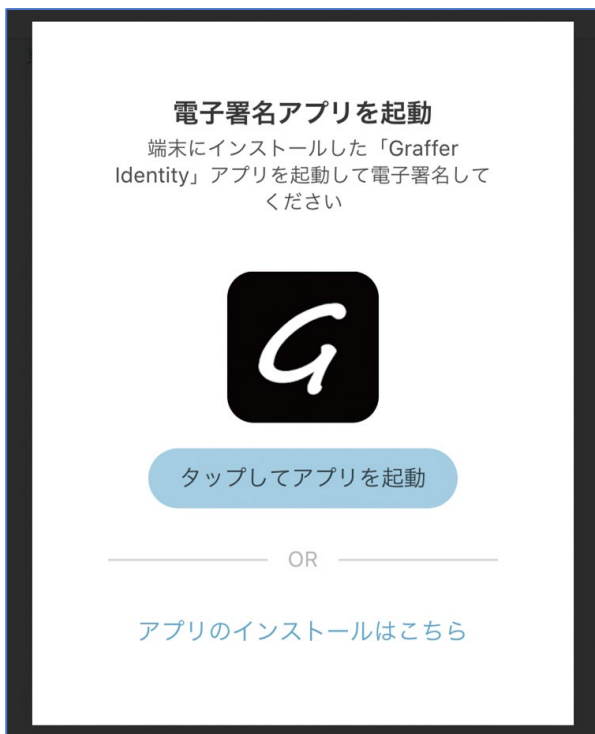 電子署名アプリを起動
端末にインストールした「Graffer
Identity」アプリを起動して電子署名して
ください
G
タップしてアプリを起動
OR
アプリのインストールはこちら